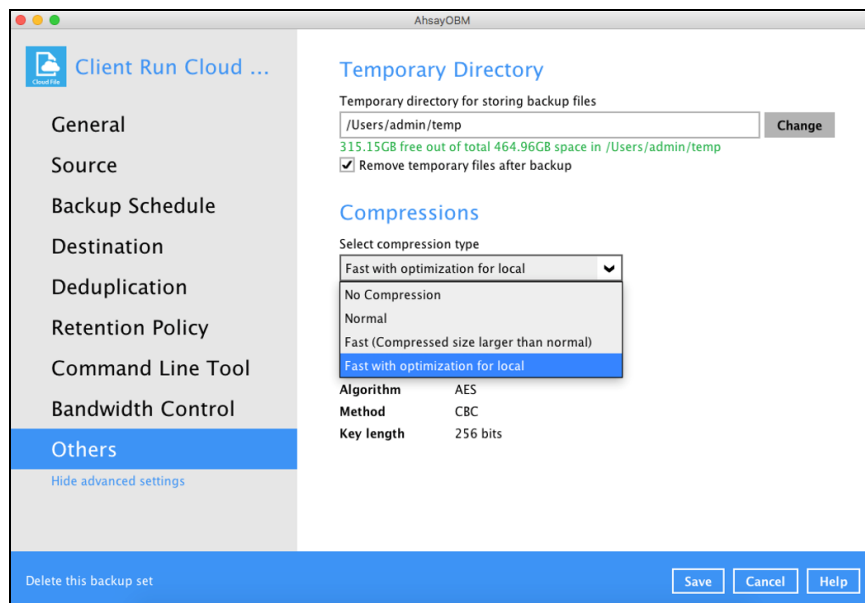 AhsayOBM
Cloud File
Client Run Cloud ...
General
Source
Backup Schedule
Destination
Deduplication
Retention Policy
Command Line Tool
Bandwidth Control
Others
Hide advanced settings
Temporary Directory
Temporary directory for storing backup files
/Users/admin/temp Change
315.15GB free out of total 464.96GB space in /Users/admin/temp
Remove temporary files after backup
Compressions
Select compression type
Fast with optimization for local
No Compression
Normal
Fast (Compressed size larger than normal)
Fast with optimization for local
Algorithm AES
Method CBC
Key length 256 bits
Delete this backup set Save Cancel Help